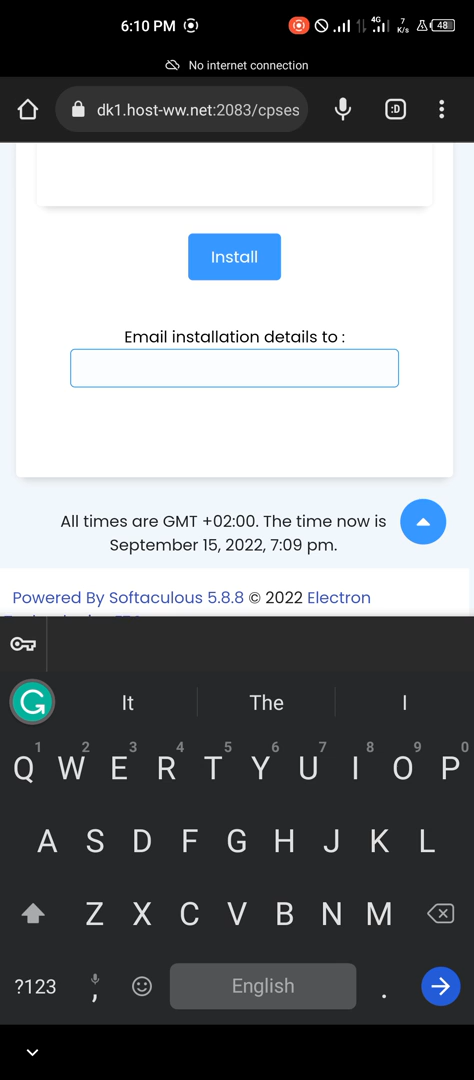 6:10 PM
4G
7 K/s
48
No internet connection
dk1.host-ww.net:2083/cpses
:D
Install
Email installation details to :
All times are GMT +02:00. The time now is
September 15, 2022, 7:09 pm.
Powered By Softaculous 5.8.8 © 2022 Electron
It The I
1 2 3 4 5 6 7 8 9 0
Q W E R T Y U I O P
A S D F G H J K L
Z X C V B N M
?123 , English .